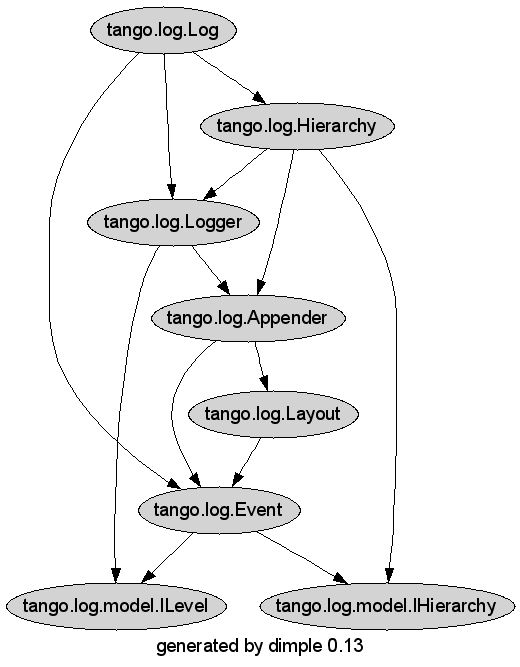 tango.log.Log
tango.log.Hierarchy
tango.log.Logger
tango.log.Appender
tango.log.Layout
tango.log.Event
tango.log.model.ILevel
tango.log.model.IHierarchy
generated by dimple 0.13